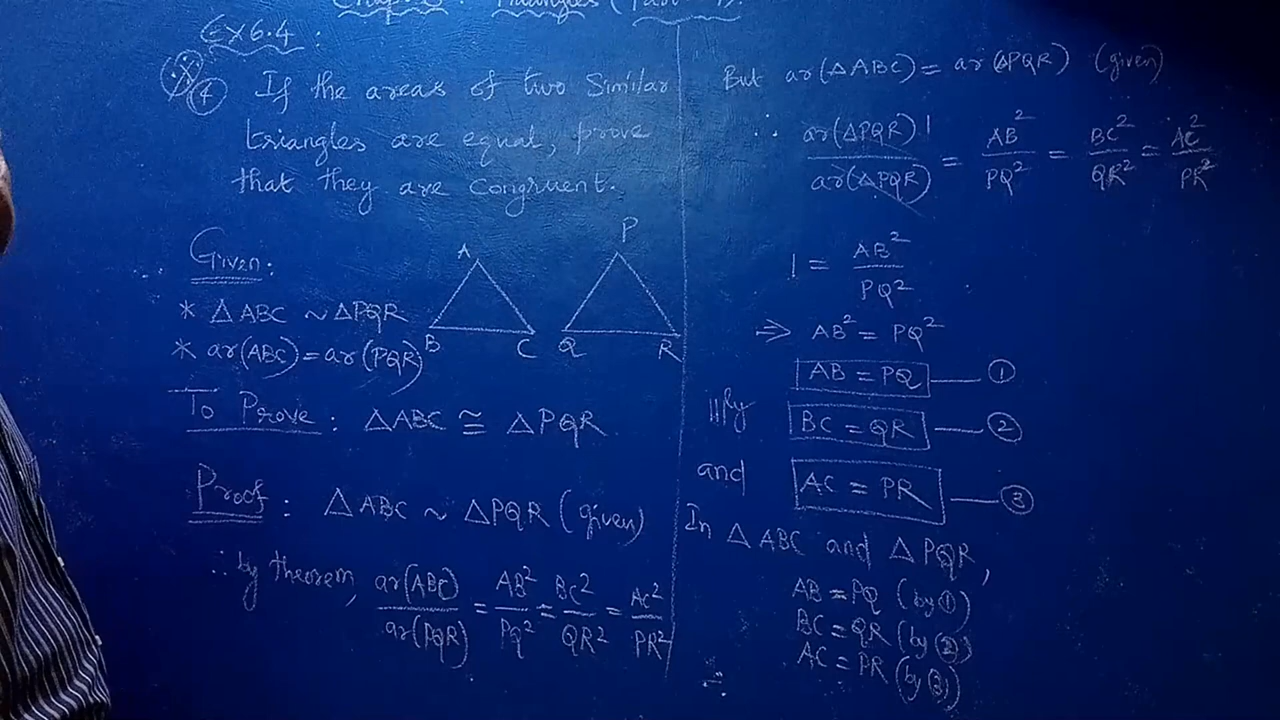 Triangles (Part
EX 6.4 :
4 If the areas of two Similar
triangles are equal, prove
that they are congruent.
Given:
* △ABC ~ △PQR
* ar(ABC) = ar(PQR)
A
B C
P
Q R
To Prove : △ABC ≅ △PQR
Proof : △ABC ~ △PQR (given)
∴ by theorem, ar(ABC)/ar(PQR) = AB²/PQ² = BC²/QR² = AC²/PR²
But ar(△ABC) = ar(△PQR) (given)
∴ ar(△PQR) 1/ar(△PQR) = AB²/PQ² = BC²/QR² = AC²/PR²
1 = AB²/PQ²
⇒ AB² = PQ²
AB = PQ — ①
|||ly BC = QR — ②
and AC = PR — ③
In △ABC and △PQR,
AB = PQ (by ①)
BC = QR (by ②)
AC = PR (by ③)
∴